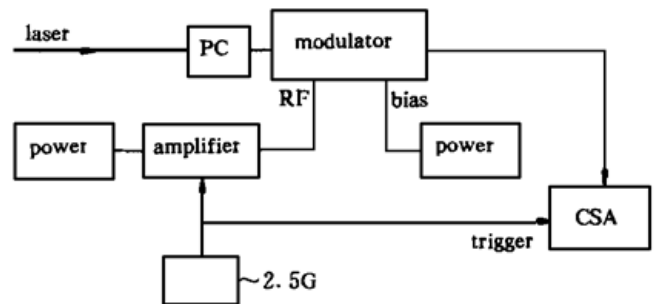 laser
PC
modulator
RF
bias
power
amplifier
power
CSA
trigger
~2.5G